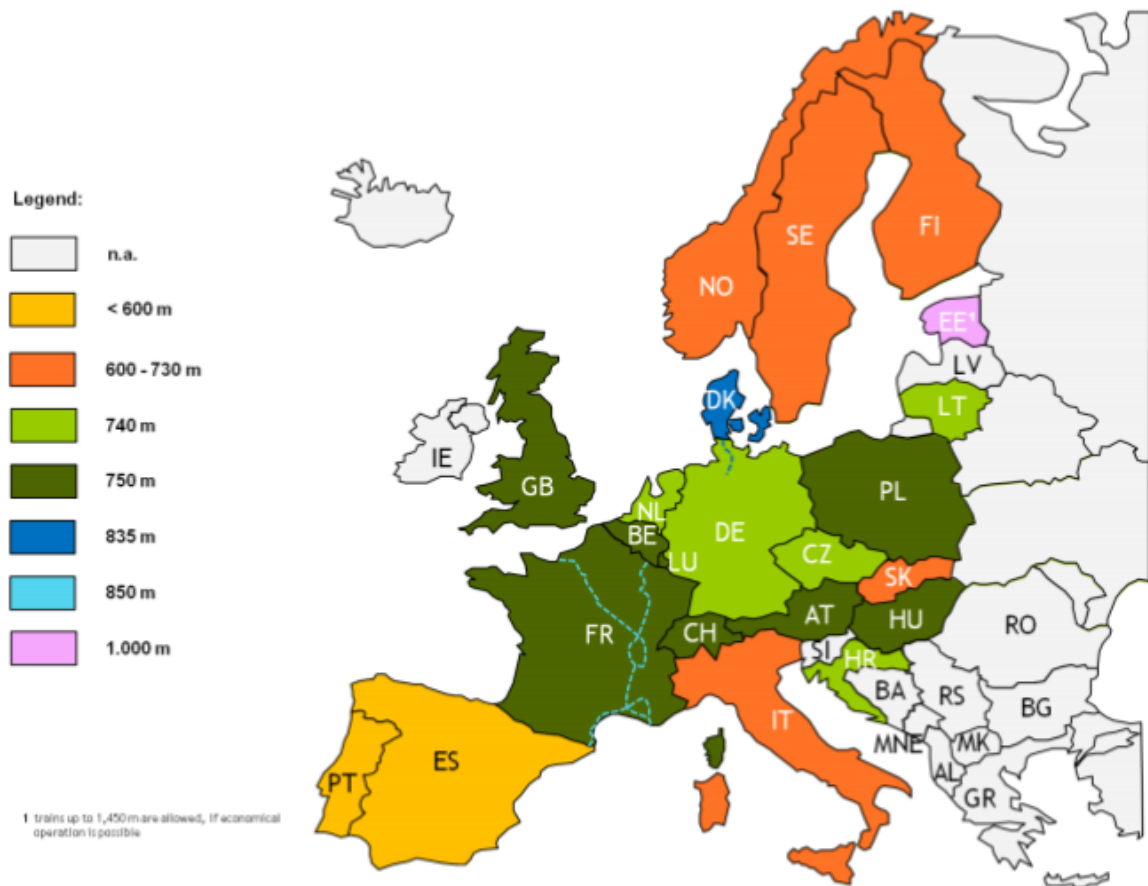 Legend:
n.a.
< 600 m
600 - 730 m
740 m
750 m
835 m
850 m
1.000 m
NO
SE
FI
EE¹
LV
LT
DK
IE
GB
NL
BE
LU
DE
PL
CZ
SK
FR
CH
AT
HU
SI
HR
RO
BA
RS
BG
IT
MNE
MK
AL
GR
PT
ES
1 trains up to 1,450 m are allowed, if economical
operation is possible